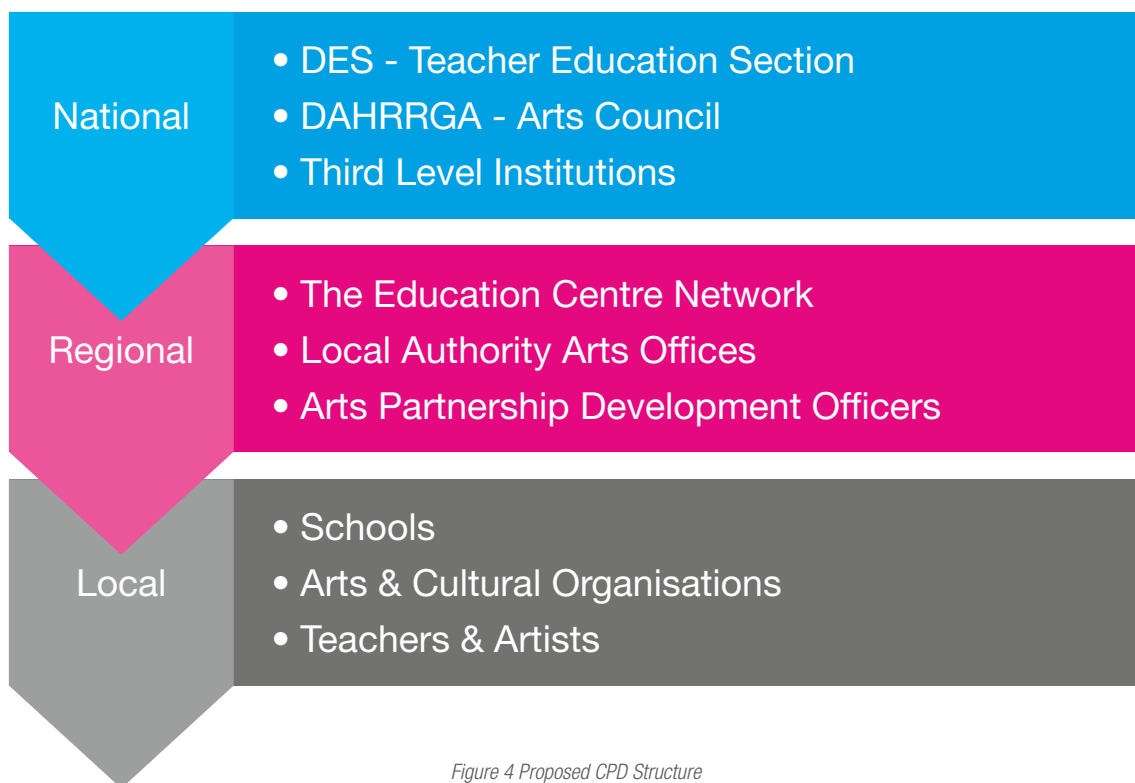 National
• DES - Teacher Education Section
• DAHRRGA - Arts Council
• Third Level Institutions
Regional
• The Education Centre Network
• Local Authority Arts Offices
• Arts Partnership Development Officers
Local
• Schools
• Arts & Cultural Organisations
• Teachers & Artists
Figure 4 Proposed CPD Structure